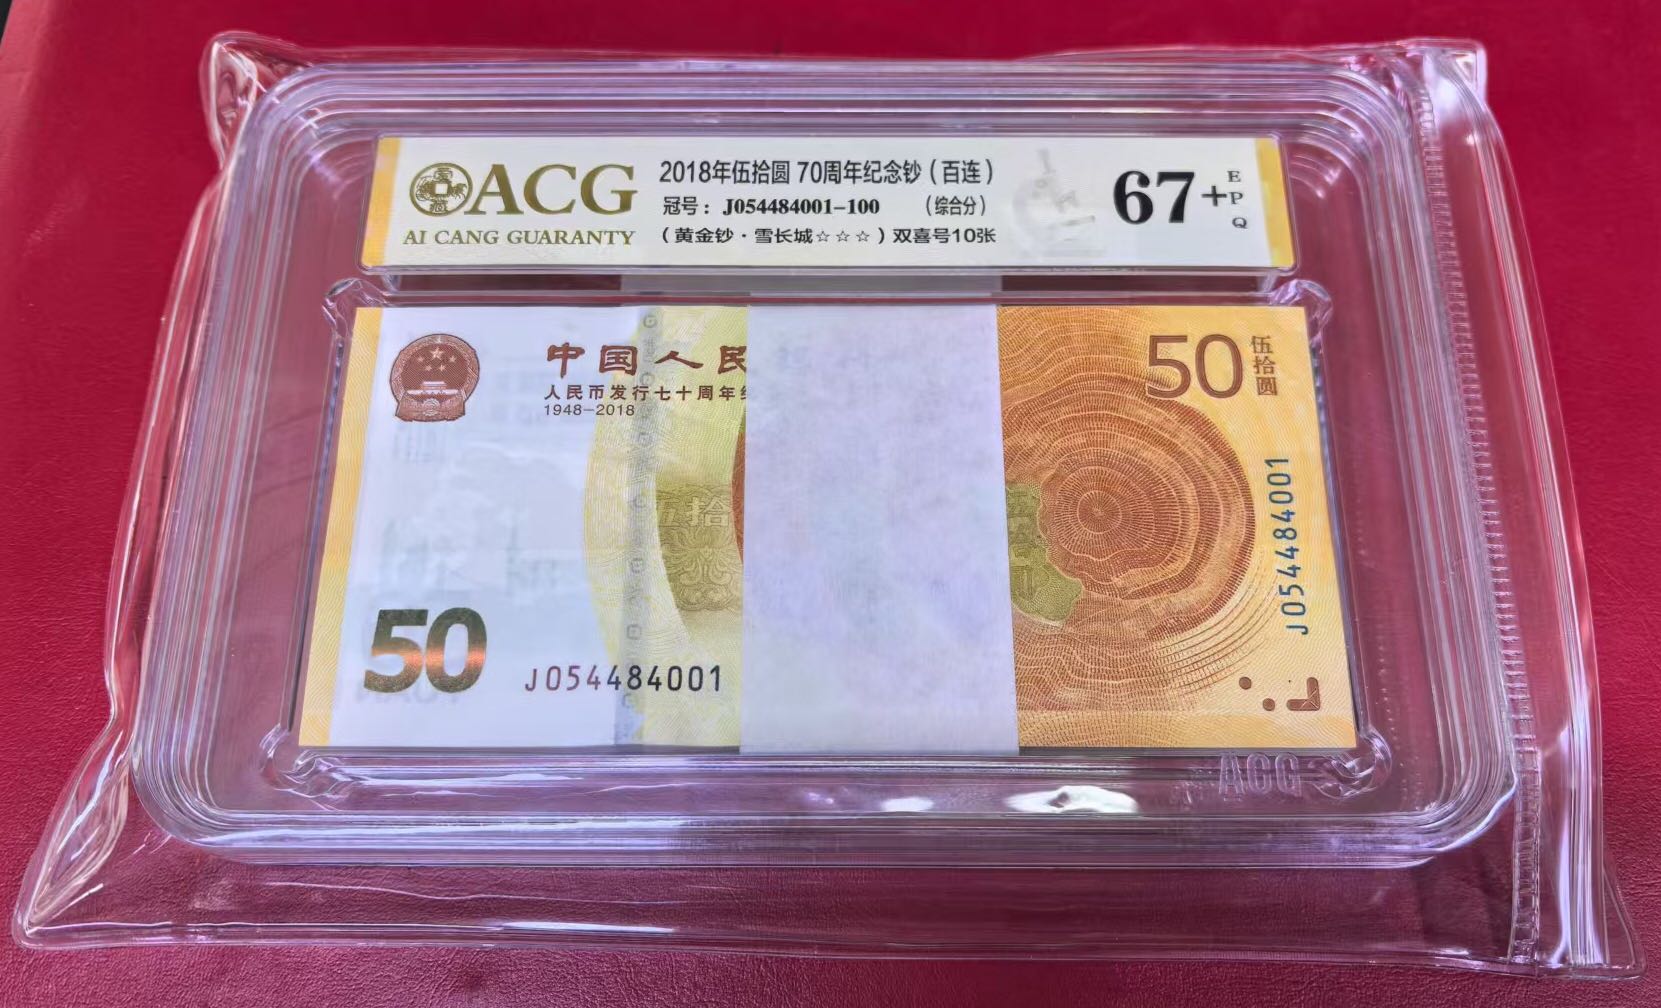 ACG
AI CANG GUARANTY
2018年伍拾圆 70周年纪念钞（百连）
冠号：J054484001-100 （综合分）
（黄金钞·雪长城☆☆☆）双喜号10张
67+EPQ
中国人民
人民币发行七十周年
1948-2018
50
伍拾圆
伍拾
J054484001
50
J054484001
ACG